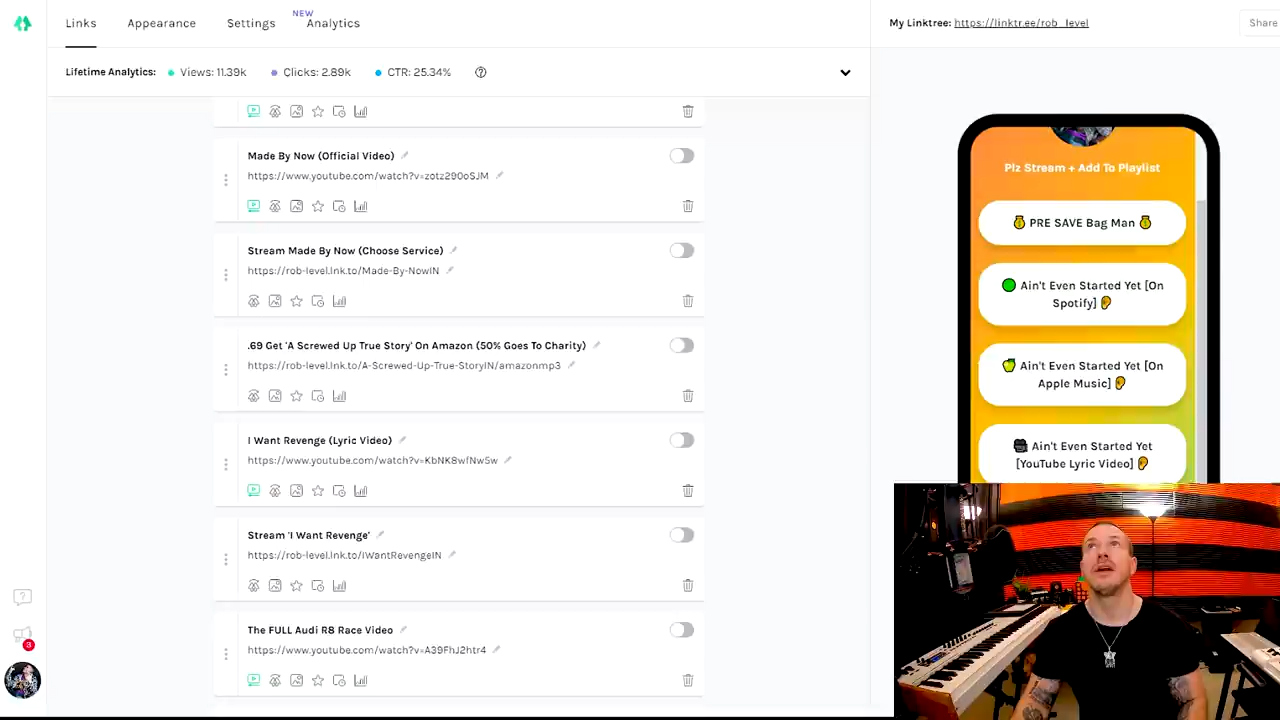 Links
Appearance
Settings
NEW
Analytics
My Linktree: https://linktr.ee/rob_level
Share
Lifetime Analytics:
Views: 11.39k
Clicks: 2.89k
CTR: 25.34%
Made By Now (Official Video)
https://www.youtube.com/watch?v=zotz29OoSJM
Stream Made By Now (Choose Service)
https://rob-level.lnk.to/Made-By-NowIN
.69 Get 'A Screwed Up True Story' On Amazon (50% Goes To Charity)
https://rob-level.lnk.to/A-Screwed-Up-True-StoryIN/amazonmp3
I Want Revenge (Lyric Video)
https://www.youtube.com/watch?v=KbNK8wfNwSw
Stream 'I Want Revenge'
https://rob-level.lnk.to/IWantRevengeIN
The FULL Audi R8 Race Video
https://www.youtube.com/watch?v=A39FhJ2htr4
Plz Stream + Add To Playlist
PRE SAVE Bag Man
Ain't Even Started Yet [On
Spotify]
Ain't Even Started Yet [On
Apple Music]
Ain't Even Started Yet
[YouTube Lyric Video]